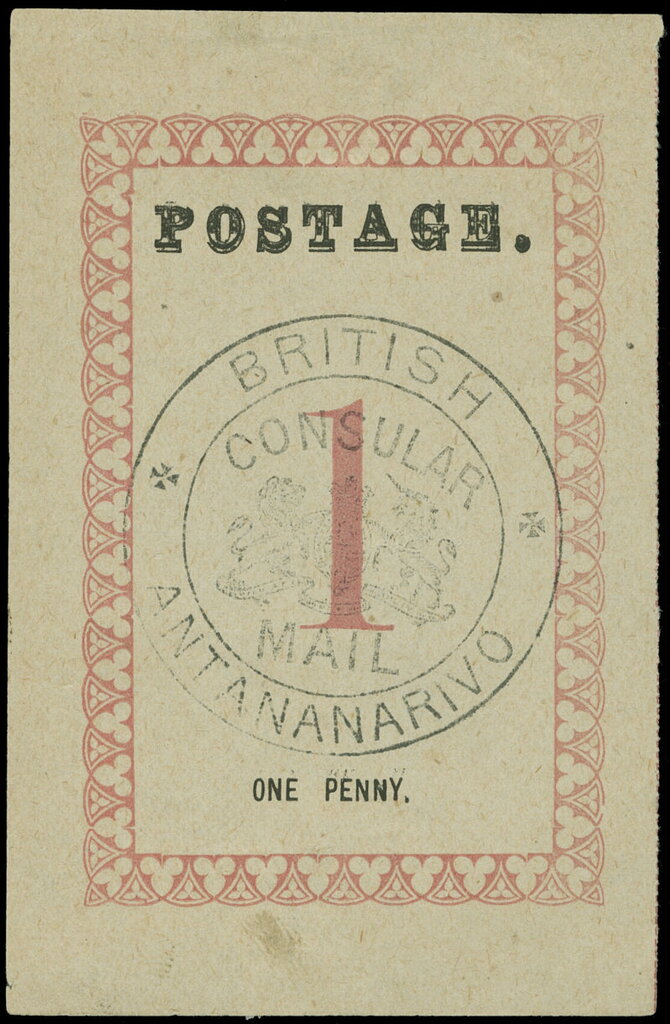 POSTAGE.
BRITISH
CONSULAR
1
MAIL
ANTANANARIVO
ONE PENNY.